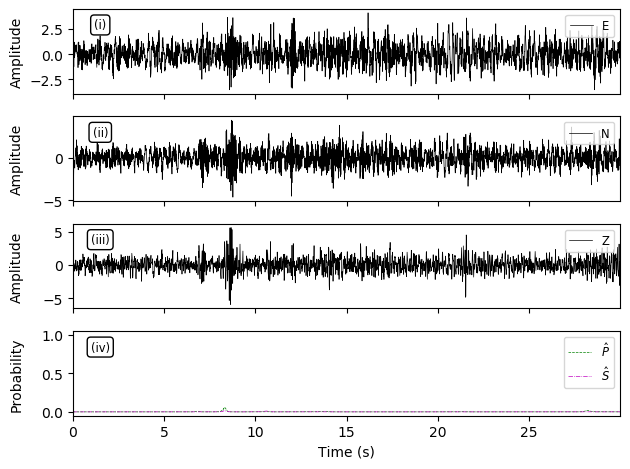 (i)
E
Amplitude
2.5
0.0
−2.5
(ii)
N
Amplitude
0
−5
(iii)
Z
Amplitude
5
0
−5
(iv)
P̂
Ŝ
Probability
1.0
0.5
0.0
0 5 10 15 20 25
Time (s)